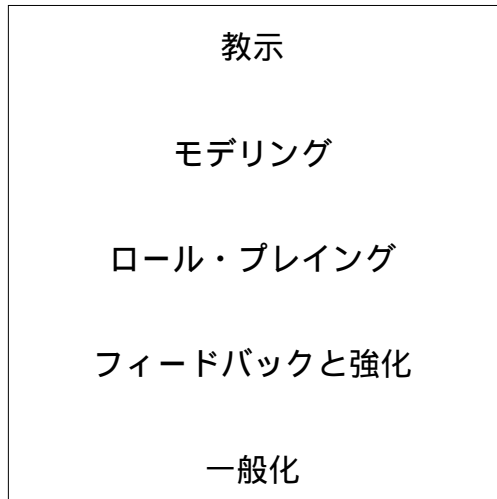 教示
モデリング
ロール・プレイング
フィードバックと強化
一般化